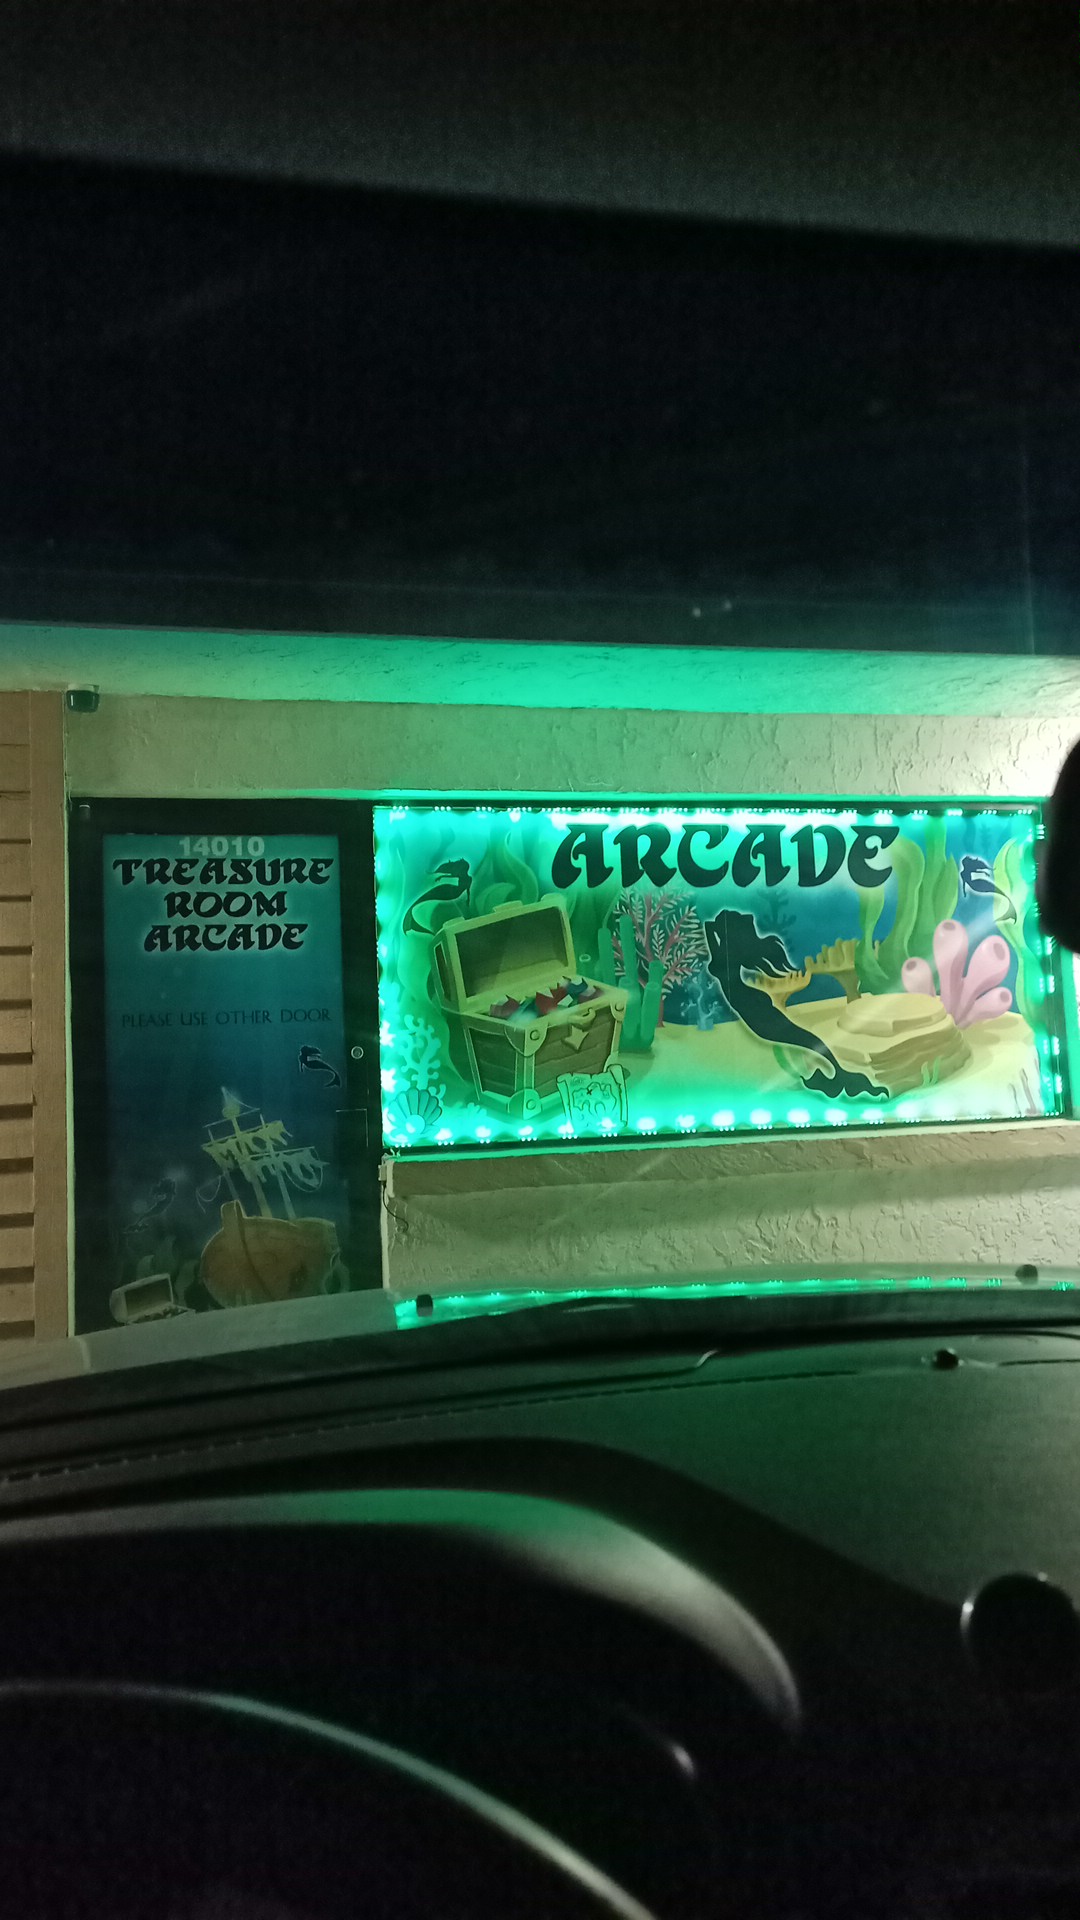 14010
TREASURE
ROOM
ARCADE
PLEASE USE OTHER DOOR
ARCADE